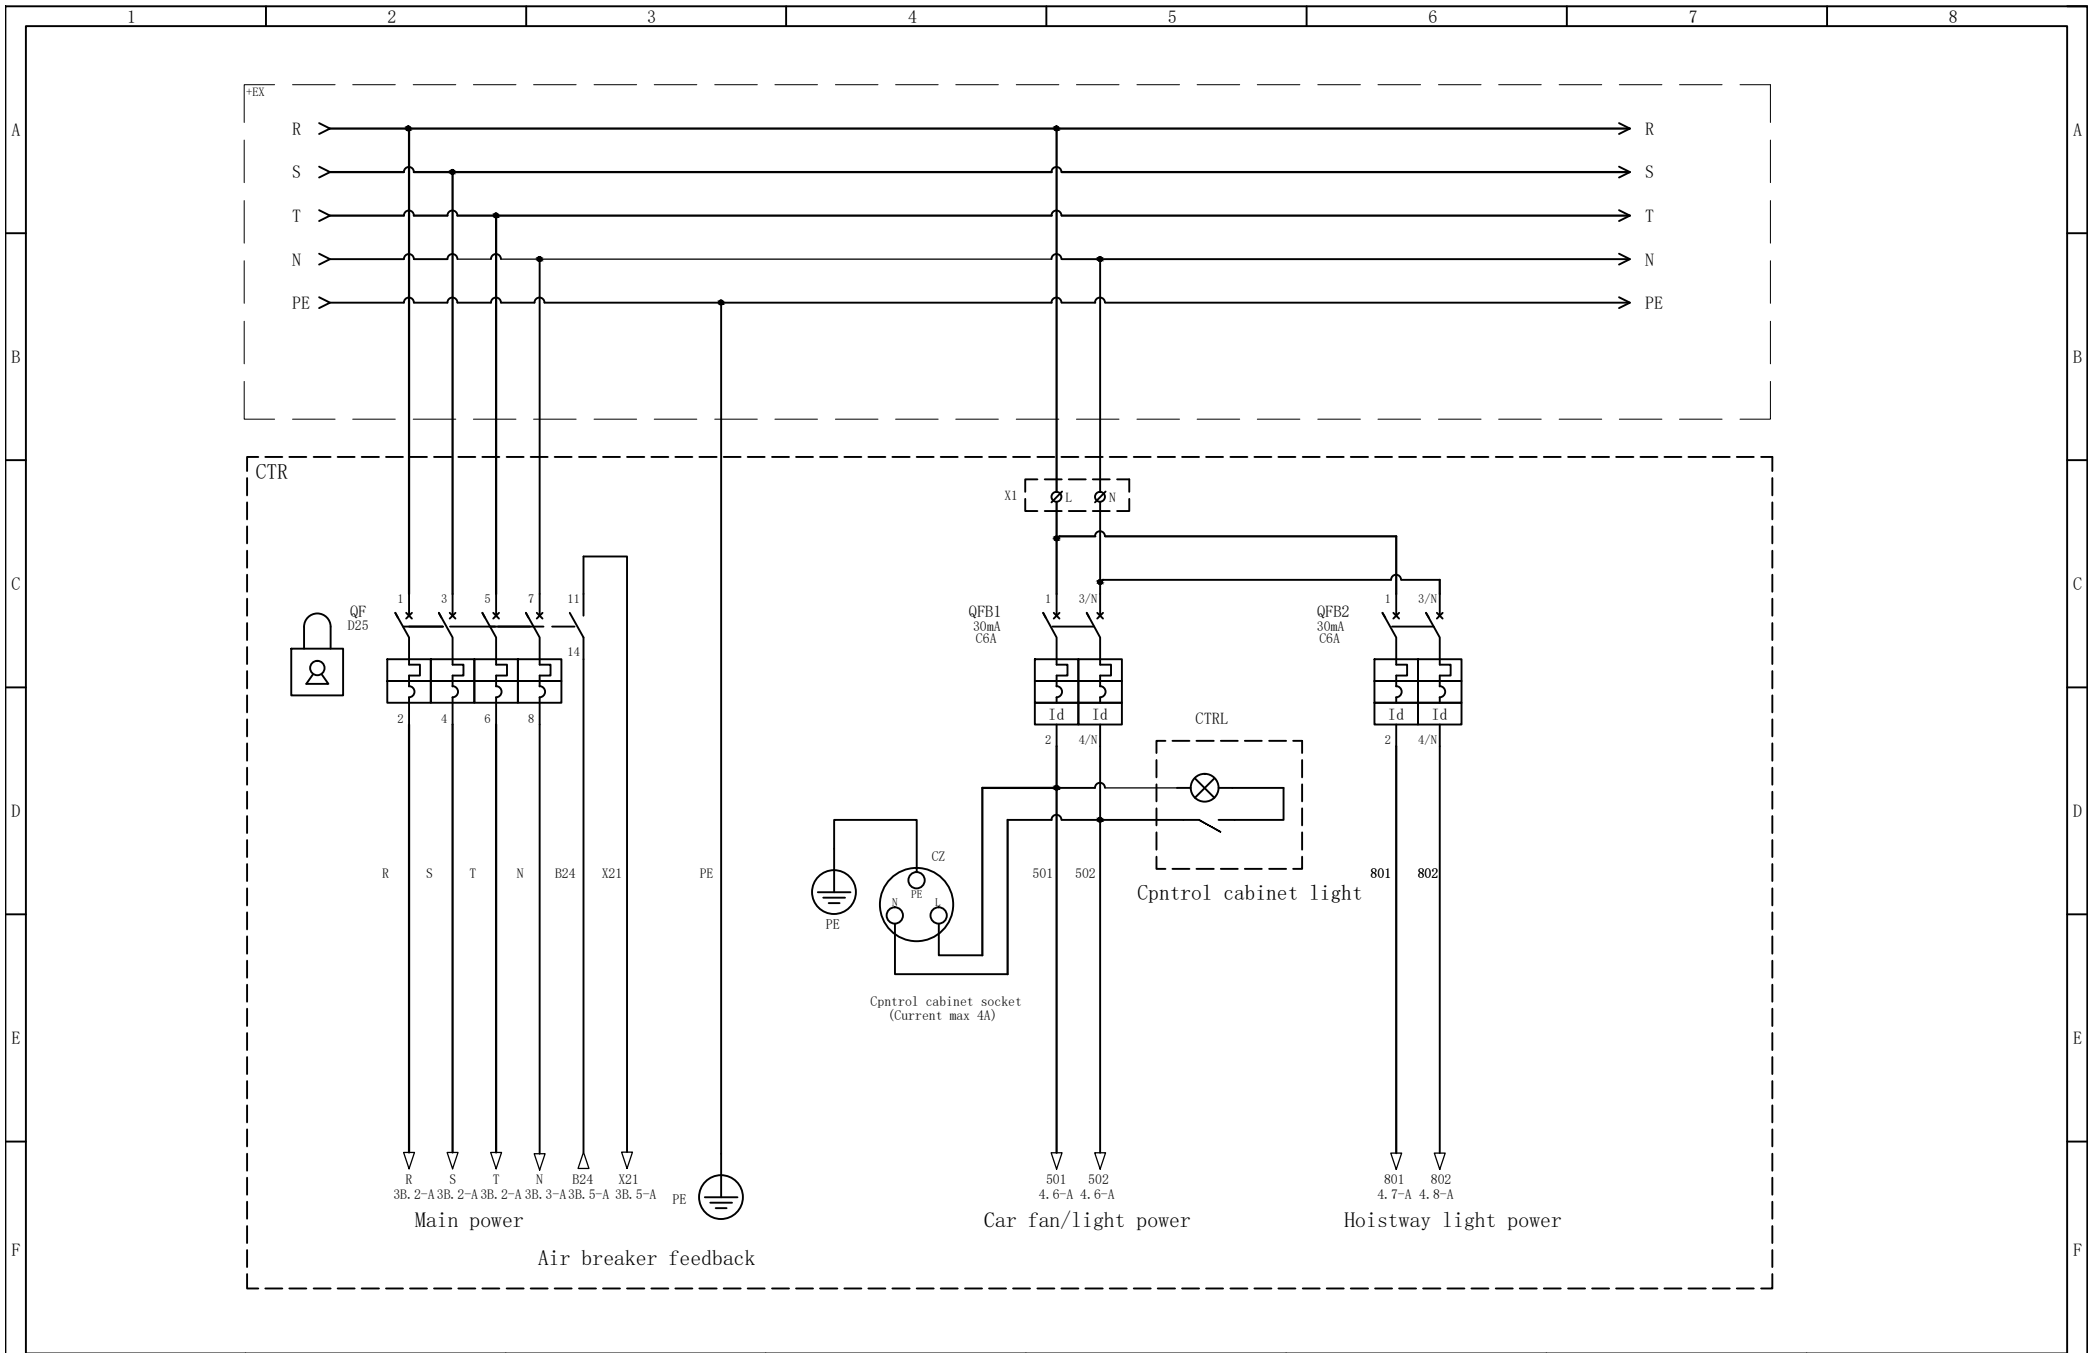 1 2 3 4 5 6 7 8
+EX
A R R A
S S
T T
N N
PE PE
B B
CTR
X1 L N
C C
1 3 5 7 11 1 3/N 1 3/N
QF
D25
QFB1
30mA
C6A
QFB2
30mA
C6A
14
2 4 6 8
Id Id Id Id
CTRL
2 4/N 2 4/N
D D
CZ
R S T N B24 X21 PE 501 502 801 802
PE
N L
PE
Cpntrol cabinet light
Cpntrol cabinet socket
(Current max 4A)
E E
R S T N B24 X21 501 502 801 802
3B.2-A 3B.2-A 3B.2-A 3B.3-A 3B.5-A 3B.5-A PE 4.6-A 4.6-A 4.7-A 4.8-A
Main power Car fan/light power Hoistway light power
F F
Air breaker feedback